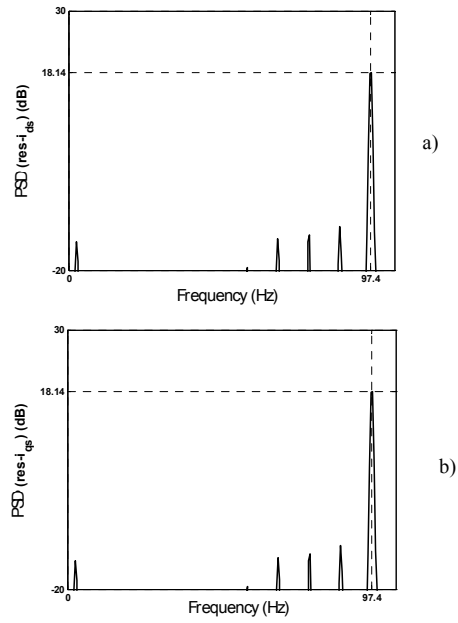 30
18.14
PSD (res-i_ds) (dB)
a)
-20
0
97.4
Frequency (Hz)
30
18.14
PSD (res-i_qs) (dB)
b)
-20
0
97.4
Frequency (Hz)